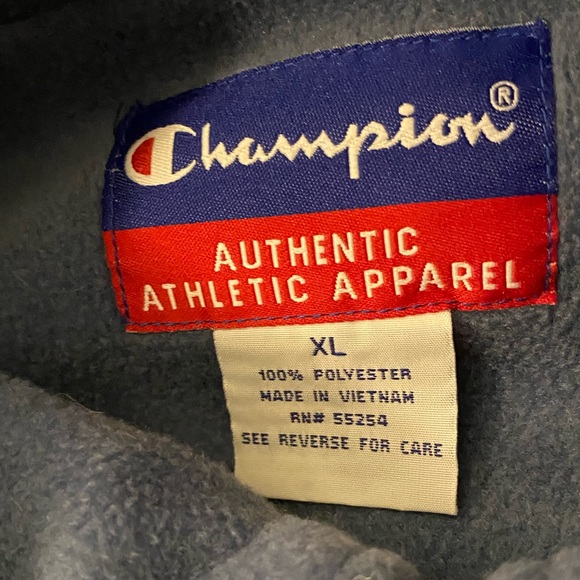 Champion®
AUTHENTIC
ATHLETIC APPAREL
XL
100% POLYESTER
MADE IN VIETNAM
RN# 55254
SEE REVERSE FOR CARE